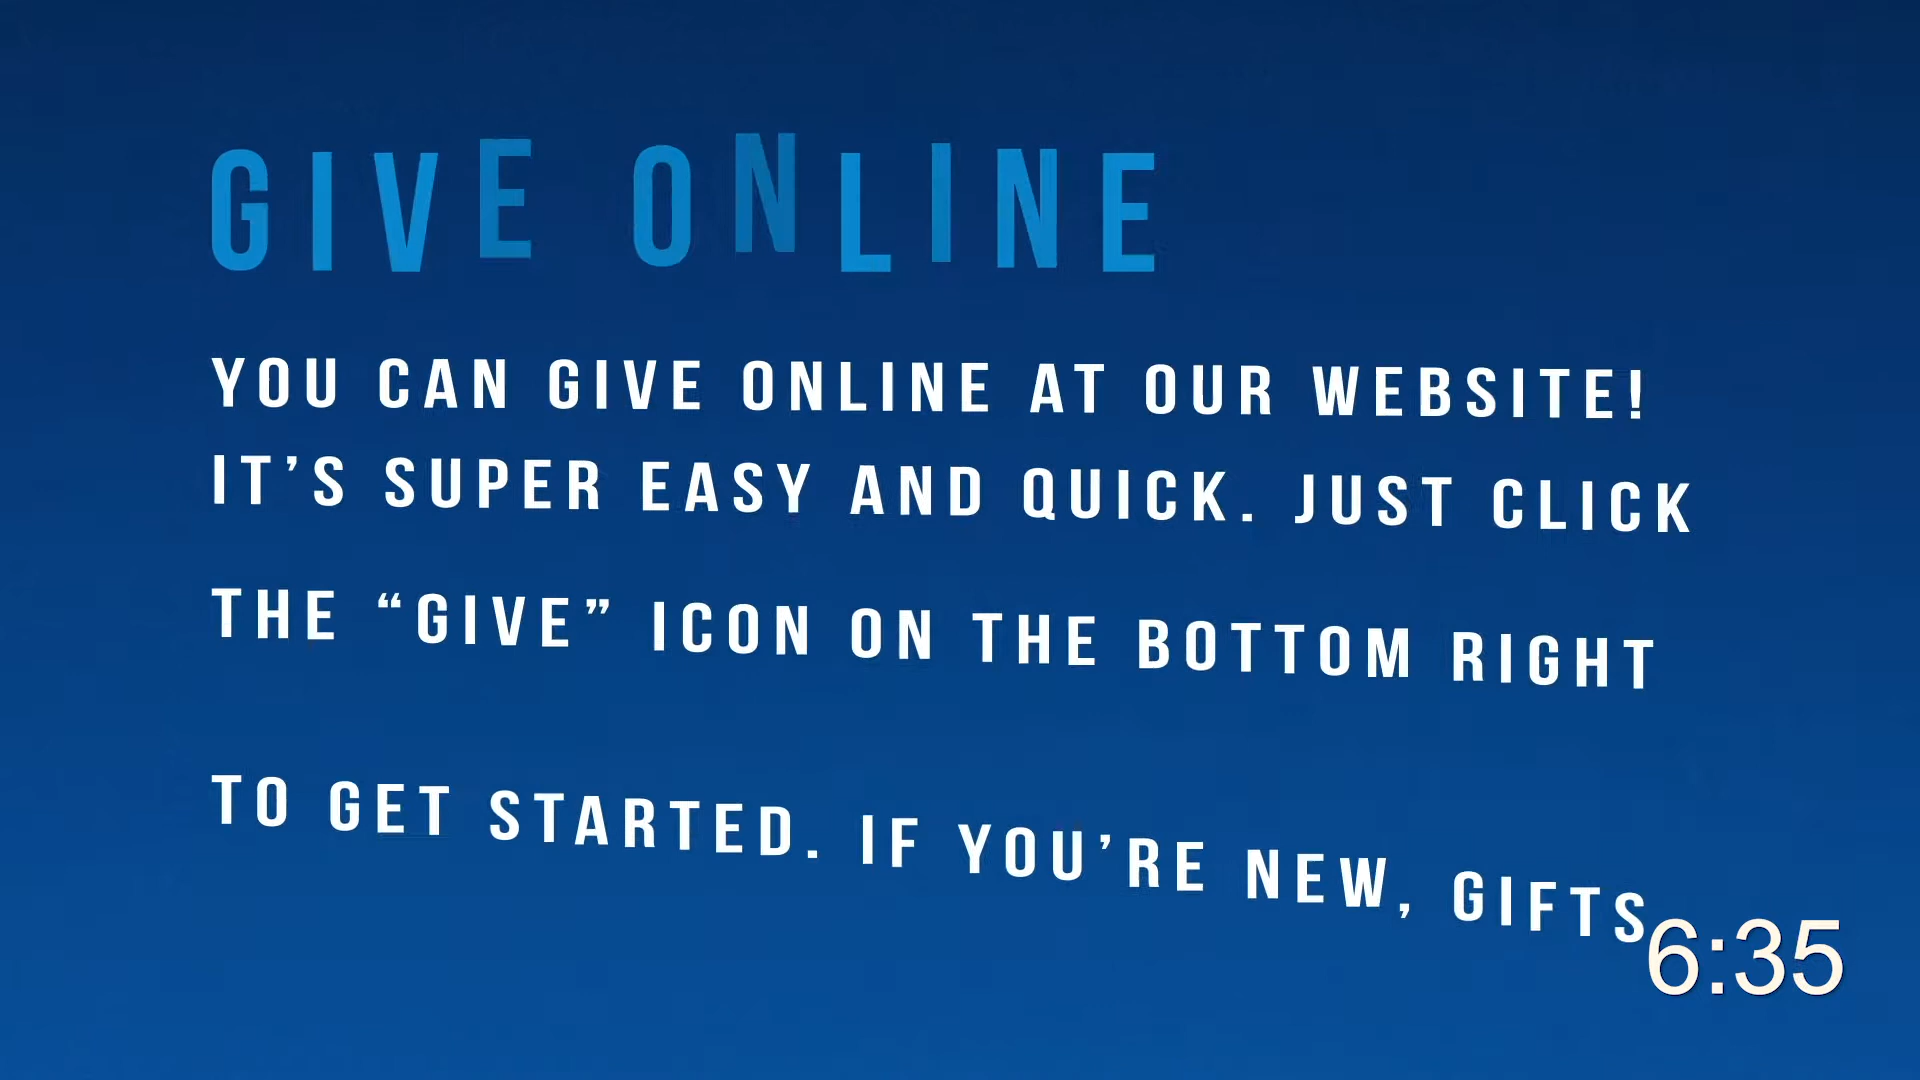 GIVE ONLINE
YOU CAN GIVE ONLINE AT OUR WEBSITE!
IT’S SUPER EASY AND QUICK. JUST CLICK
THE “GIVE” ICON ON THE BOTTOM RIGHT
TO GET STARTED. IF YOU’RE NEW, GIFTS
6:35